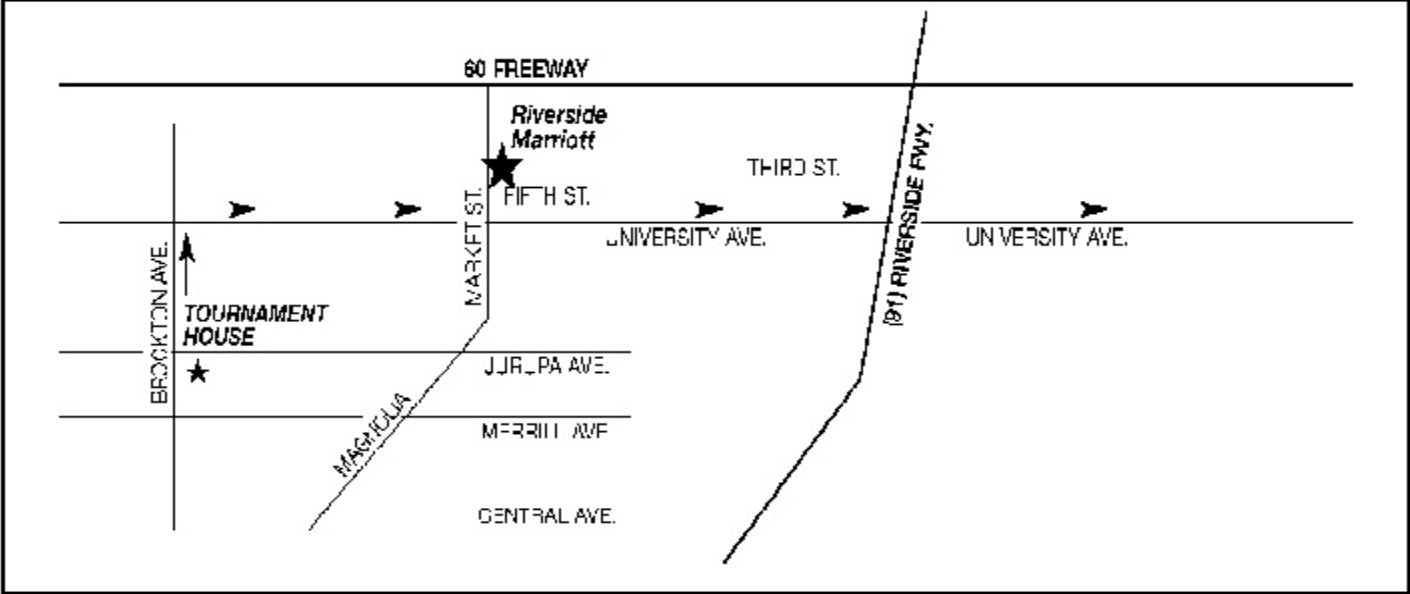 60 FREEWAY
Riverside
Marriott
THIRD ST.
FIFTH ST.
MARKET ST.
(91) RIVERSIDE FWY.
UNIVERSITY AVE.
UNIVERSITY AVE.
BROCKTON AVE.
TOURNAMENT
HOUSE
JURUPA AVE.
MAGNOLIA
MERRILL AVE
CENTRAL AVE.